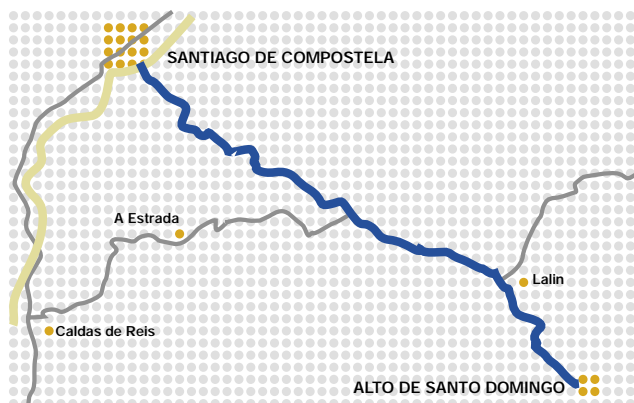 SANTIAGO DE COMPOSTELA
A Estrada
Lalin
Caldas de Reis
ALTO DE SANTO DOMINGO